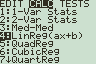 EDIT CALC TESTS
1:1-Var Stats
2:2-Var Stats
3:Med-Med
4:LinReg(ax+b)
5:QuadReg
6:CubicReg
7↓QuartReg